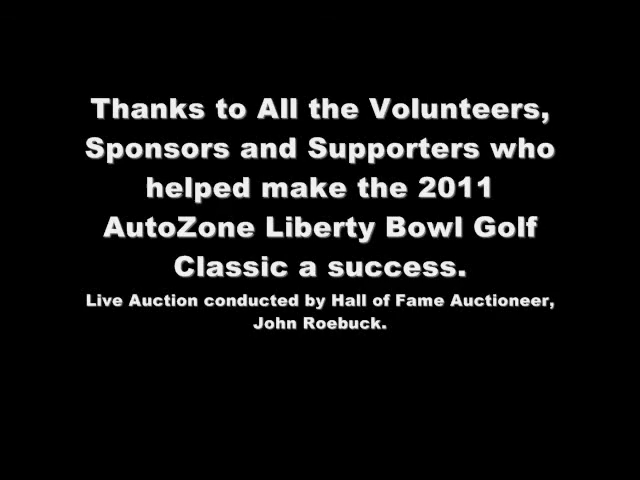 Thanks to All the Volunteers,
Sponsors and Supporters who
helped make the 2011
AutoZone Liberty Bowl Golf
Classic a success.
Live Auction conducted by Hall of Fame Auctioneer,
John Roebuck.